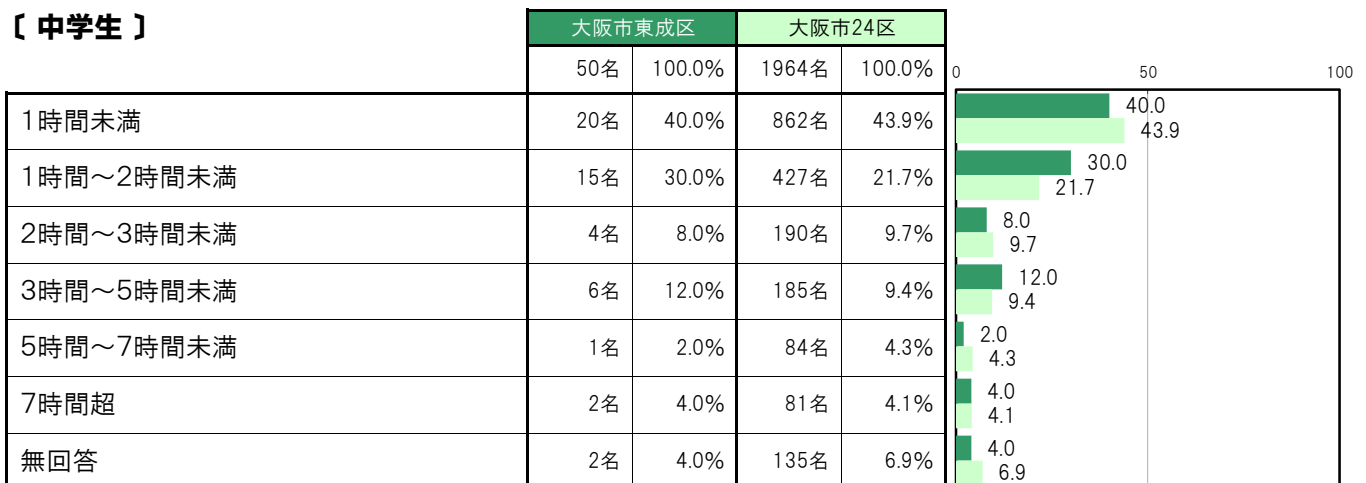 〔 中学生 〕
大阪市東成区 大阪市24区
50名 100.0% 1964名 100.0%
0 50 100
1時間未満 20名 40.0% 862名 43.9%
40.0
43.9
1時間～2時間未満 15名 30.0% 427名 21.7%
30.0
21.7
2時間～3時間未満 4名 8.0% 190名 9.7%
8.0
9.7
3時間～5時間未満 6名 12.0% 185名 9.4%
12.0
9.4
5時間～7時間未満 1名 2.0% 84名 4.3%
2.0
4.3
7時間超 2名 4.0% 81名 4.1%
4.0
4.1
無回答 2名 4.0% 135名 6.9%
4.0
6.9